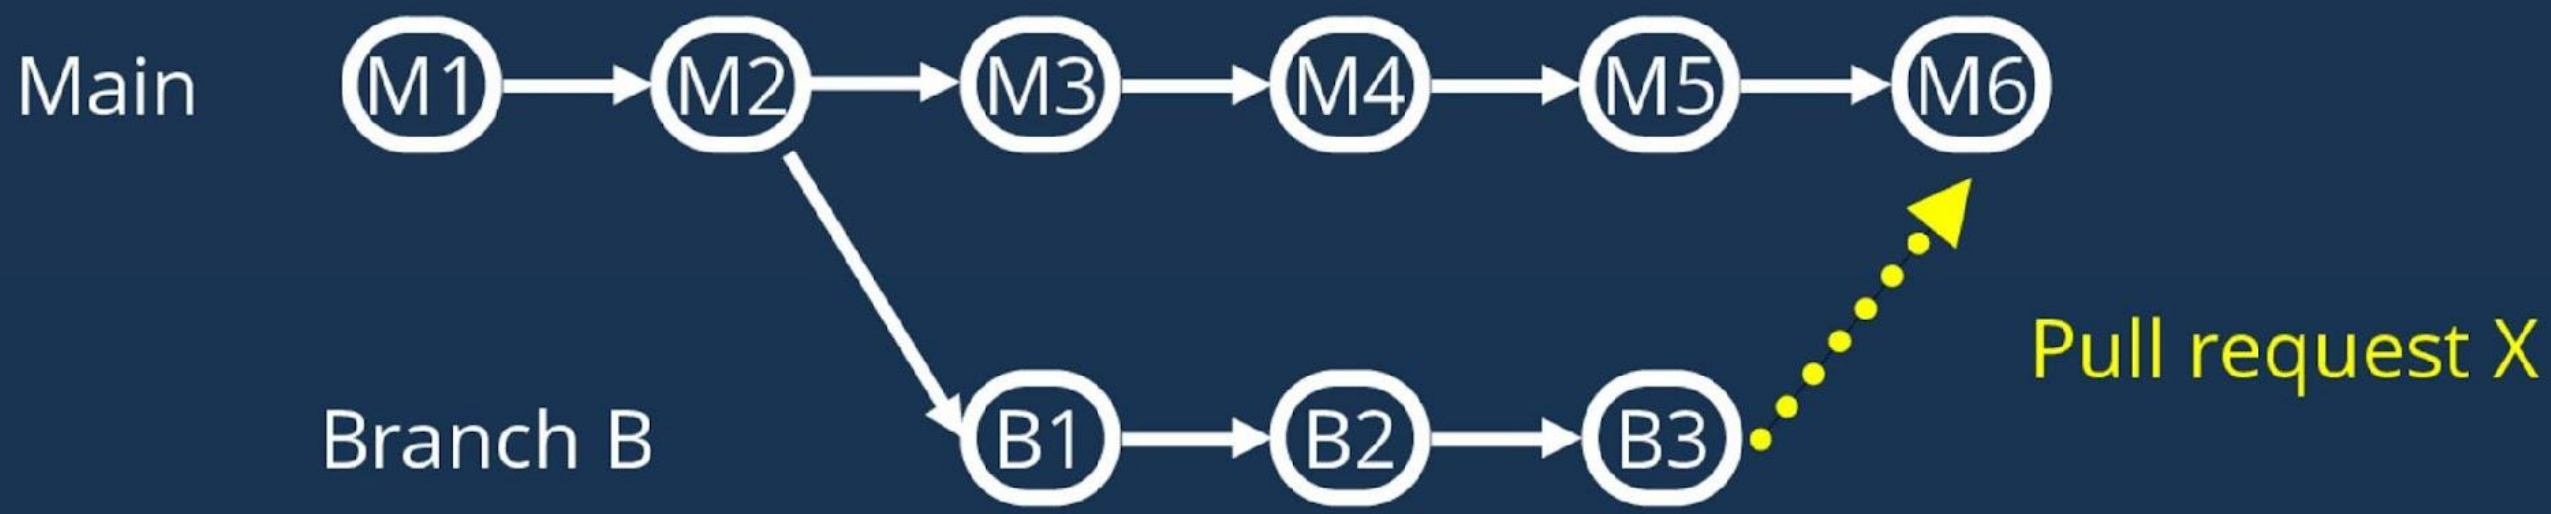 Main M1 M2 M3 M4 M5 M6
Pull request X
Branch B B1 B2 B3